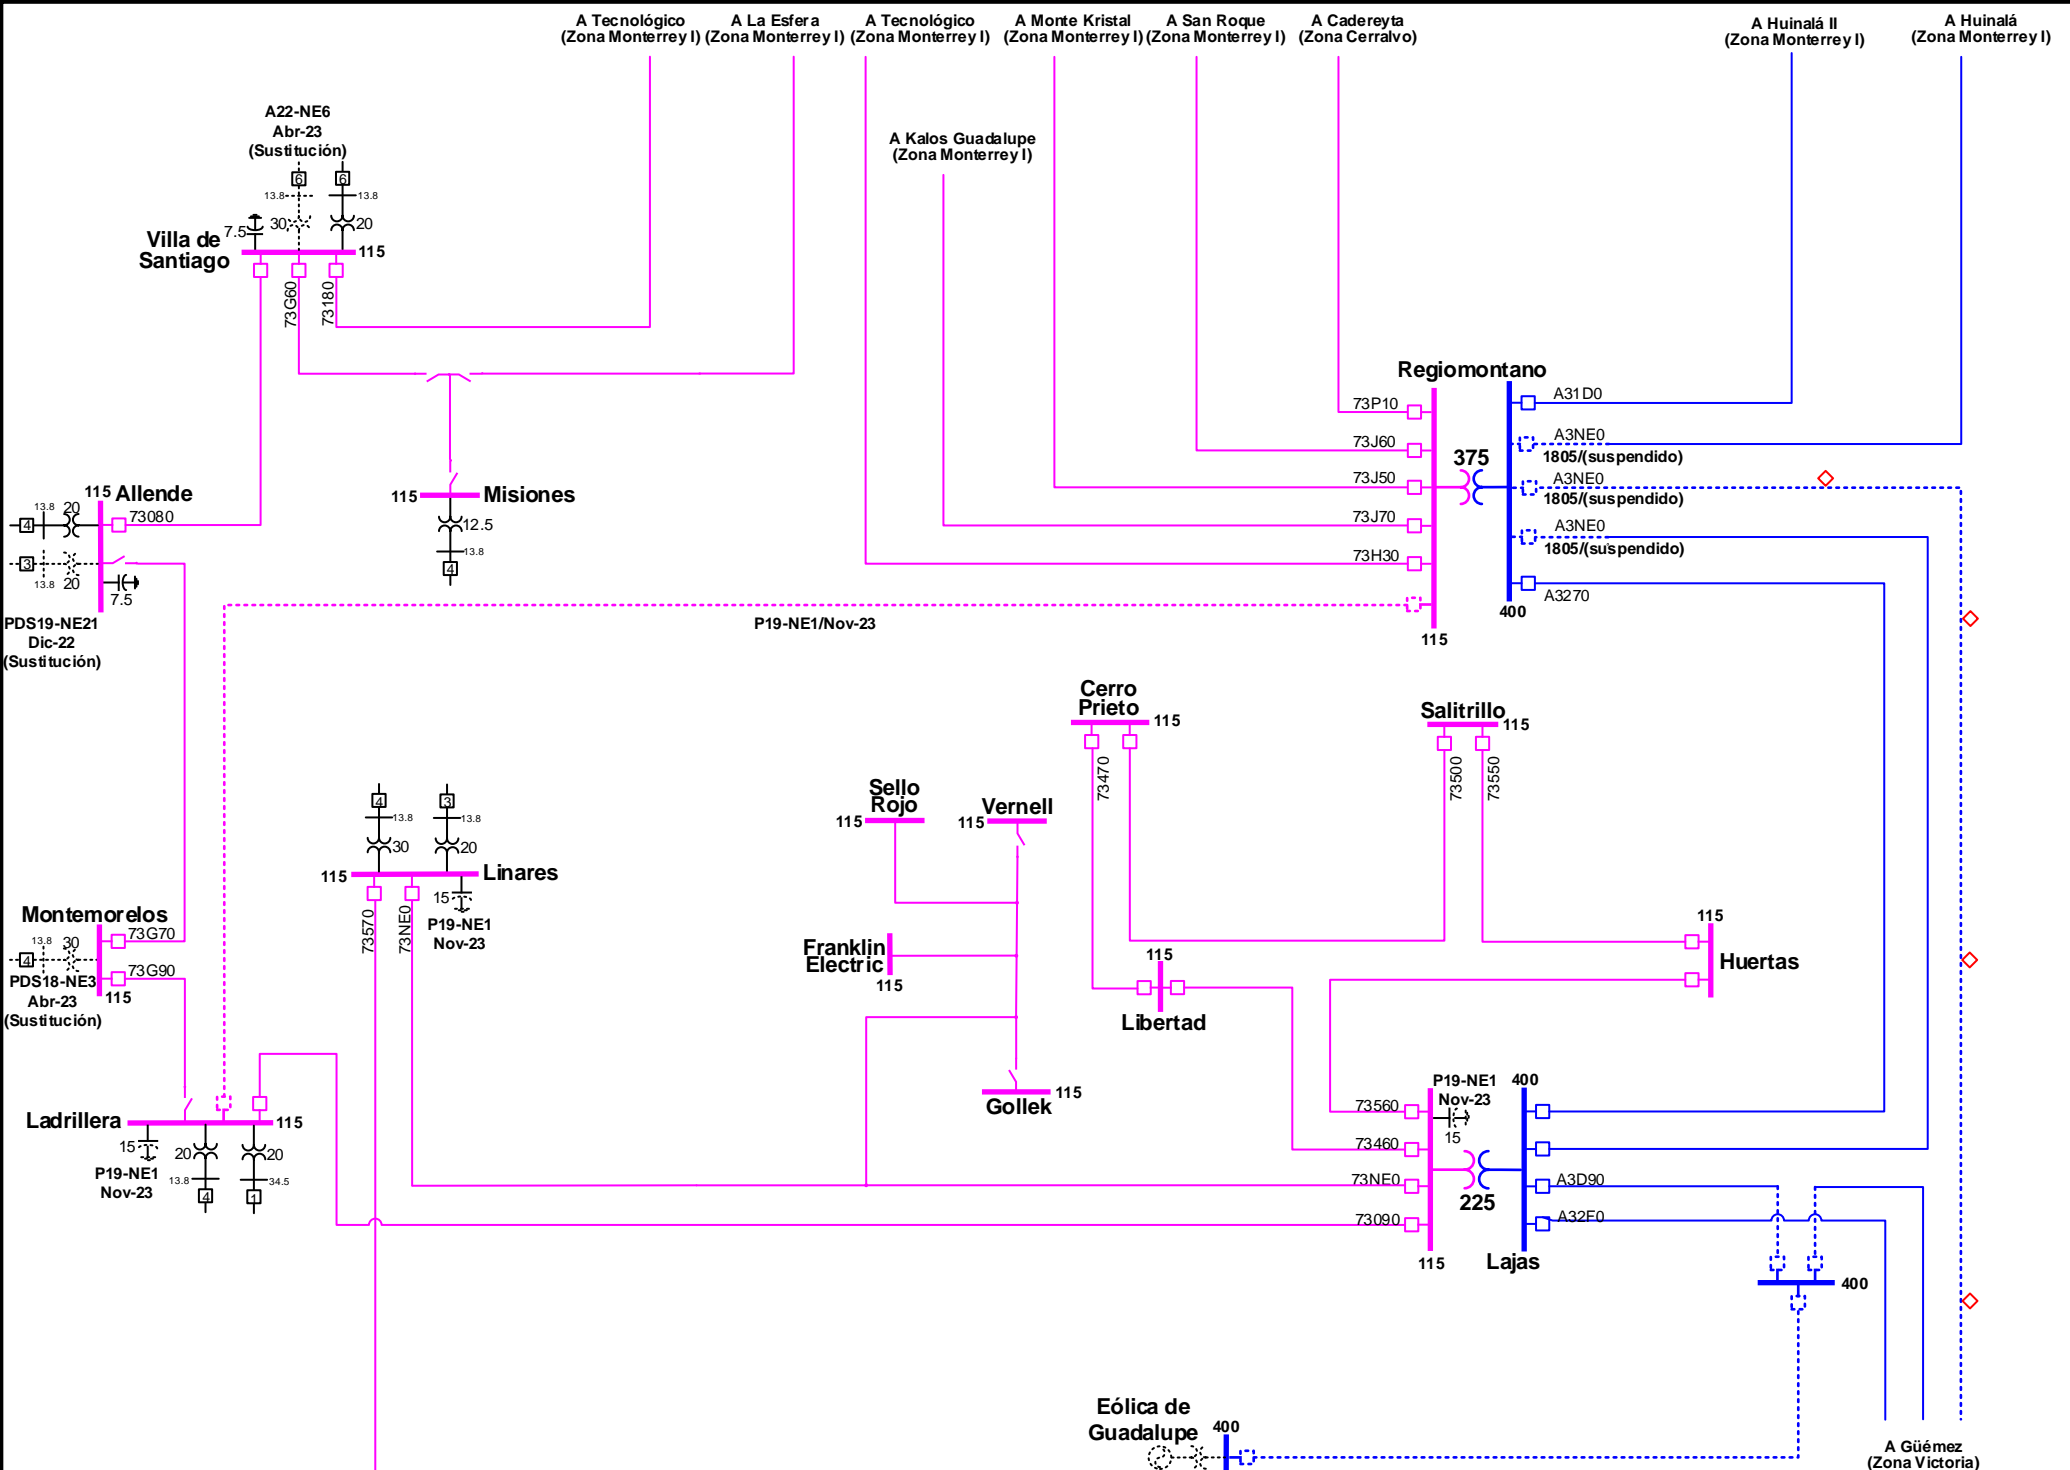 A Tecnológico
(Zona Monterrey I)
A La Esfera
(Zona Monterrey I)
A Tecnológico
(Zona Monterrey I)
A Monte Kristal
(Zona Monterrey I)
A San Roque
(Zona Monterrey I)
A Cadereyta
(Zona Cerralvo)
A Huinalá II
(Zona Monterrey I)
A Huinalá
(Zona Monterrey I)
A Kalos Guadalupe
(Zona Monterrey I)
A22-NE6
Abr-23
(Sustitución)
6
6
13.8
13.8
7.5
30
20
Villa de
Santiago
115
73G60
73180
Regiomontano
73P10
73J60
73J50
73J70
73H30
375
A31D0
A3NE0
1805/(suspendido)
A3NE0
1805/(suspendido)
A3NE0
1805/(suspendido)
A3270
400
115
115 Allende
13.8
20
4
73080
3
13.8
20
7.5
PDS19-NE21
Dic-22
(Sustitución)
115
Misiones
12.5
13.8
4
P19-NE1/Nov-23
Cerro
Prieto
115
73470
Salitrillo
115
73500
73550
Sello
Rojo
115
Vernell
115
4
3
13.8
13.8
30
20
115
Linares
15
P19-NE1
Nov-23
73570
73NE0
Montemorelos
13.8
30
4
73G70
73G90
PDS18-NE3
Abr-23
(Sustitución)
115
Franklin
Electric
115
115
Libertad
115
Huertas
Gollek
115
Ladrillera
115
15
P19-NE1
Nov-23
20
20
13.8
34.5
4
1
P19-NE1
Nov-23
15
400
73560
73460
73NE0
73090
225
A3D90
A32F0
115
Lajas
400
Eólica de
Guadalupe
400
A Güémez
(Zona Victoria)